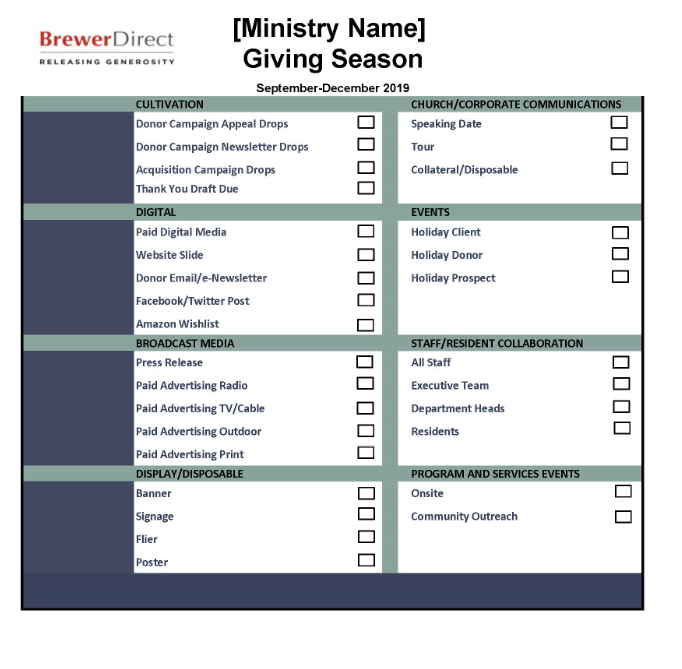 BrewerDirect
RELEASING GENEROSITY
[Ministry Name]
Giving Season
September-December 2019
CULTIVATION
Donor Campaign Appeal Drops
Donor Campaign Newsletter Drops
Acquisition Campaign Drops
Thank You Draft Due
CHURCH/CORPORATE COMMUNICATIONS
Speaking Date
Tour
Collateral/Disposable
DIGITAL
Paid Digital Media
Website Slide
Donor Email/e-Newsletter
Facebook/Twitter Post
Amazon Wishlist
EVENTS
Holiday Client
Holiday Donor
Holiday Prospect
BROADCAST MEDIA
Press Release
Paid Advertising Radio
Paid Advertising TV/Cable
Paid Advertising Outdoor
Paid Advertising Print
STAFF/RESIDENT COLLABORATION
All Staff
Executive Team
Department Heads
Residents
DISPLAY/DISPOSABLE
Banner
Signage
Flier
Poster
PROGRAM AND SERVICES EVENTS
Onsite
Community Outreach